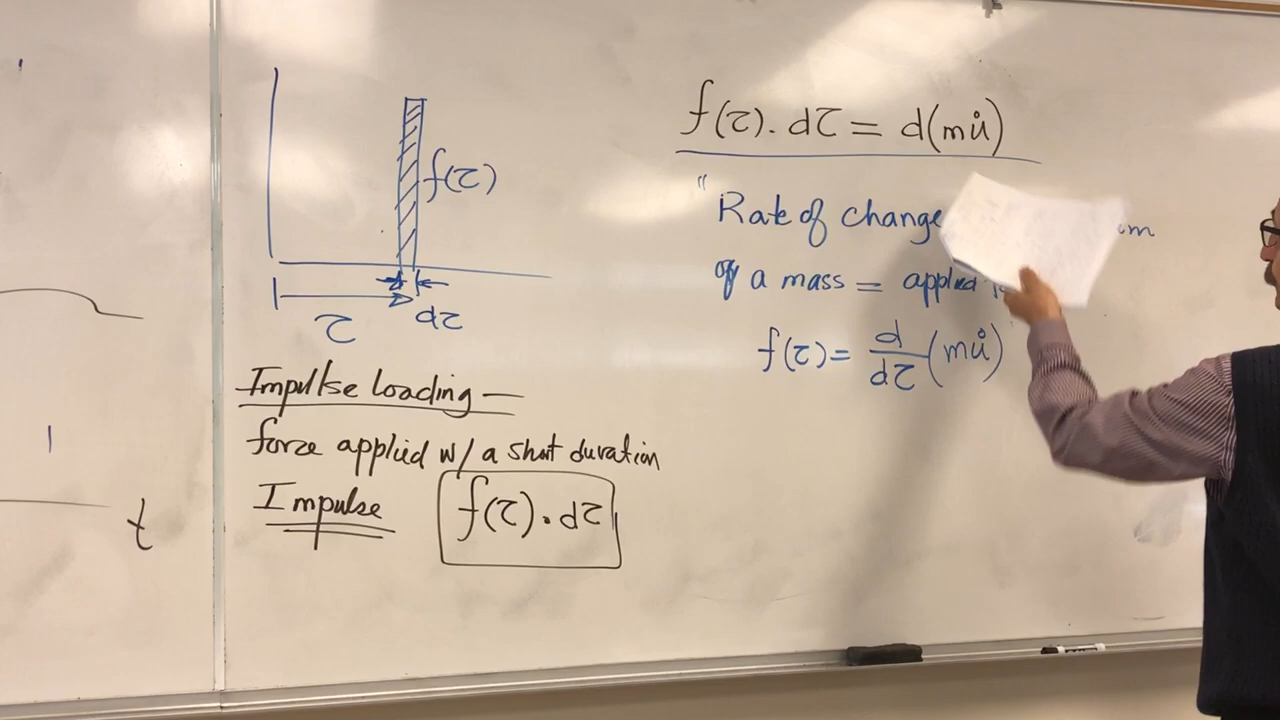 f(τ)
τ
dτ
Impulse loading —
force applied w/ a short duration
Impulse f(τ).dτ
t
f(τ). dτ = d(mu̇)
" Rate of change
of a mass = applied
f(τ) = d/dτ (mu̇)